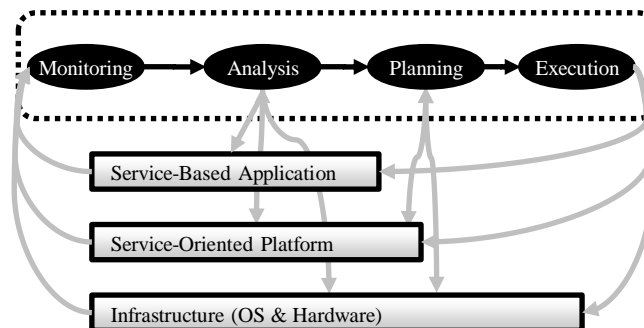 Monitoring Analysis Planning Execution
Service-Based Application
Service-Oriented Platform
Infrastructure (OS & Hardware)